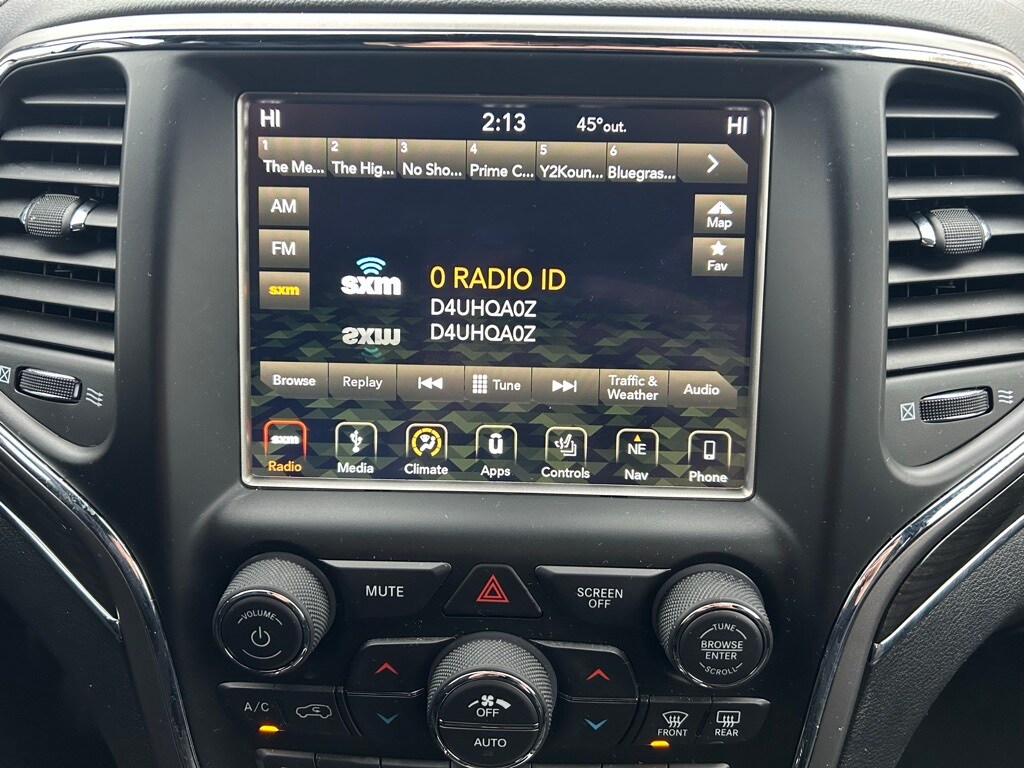 HI 2:13 45°out. HI
1 2 3 4 5 6
The Me... The Hig... No Sho... Prime C... Y2Koun... Bluegras...
AM
Map
FM
Fav
sxm
sxm
0 RADIO ID
D4UHQA0Z
D4UHQA0Z
Browse Replay Tune Traffic & Weather Audio
sxm NE
Radio Media Climate Apps Controls Nav Phone
VOLUME
MUTE
SCREEN
OFF
TUNE
BROWSE
ENTER
SCROLL
A/C
OFF
AUTO
FRONT
REAR